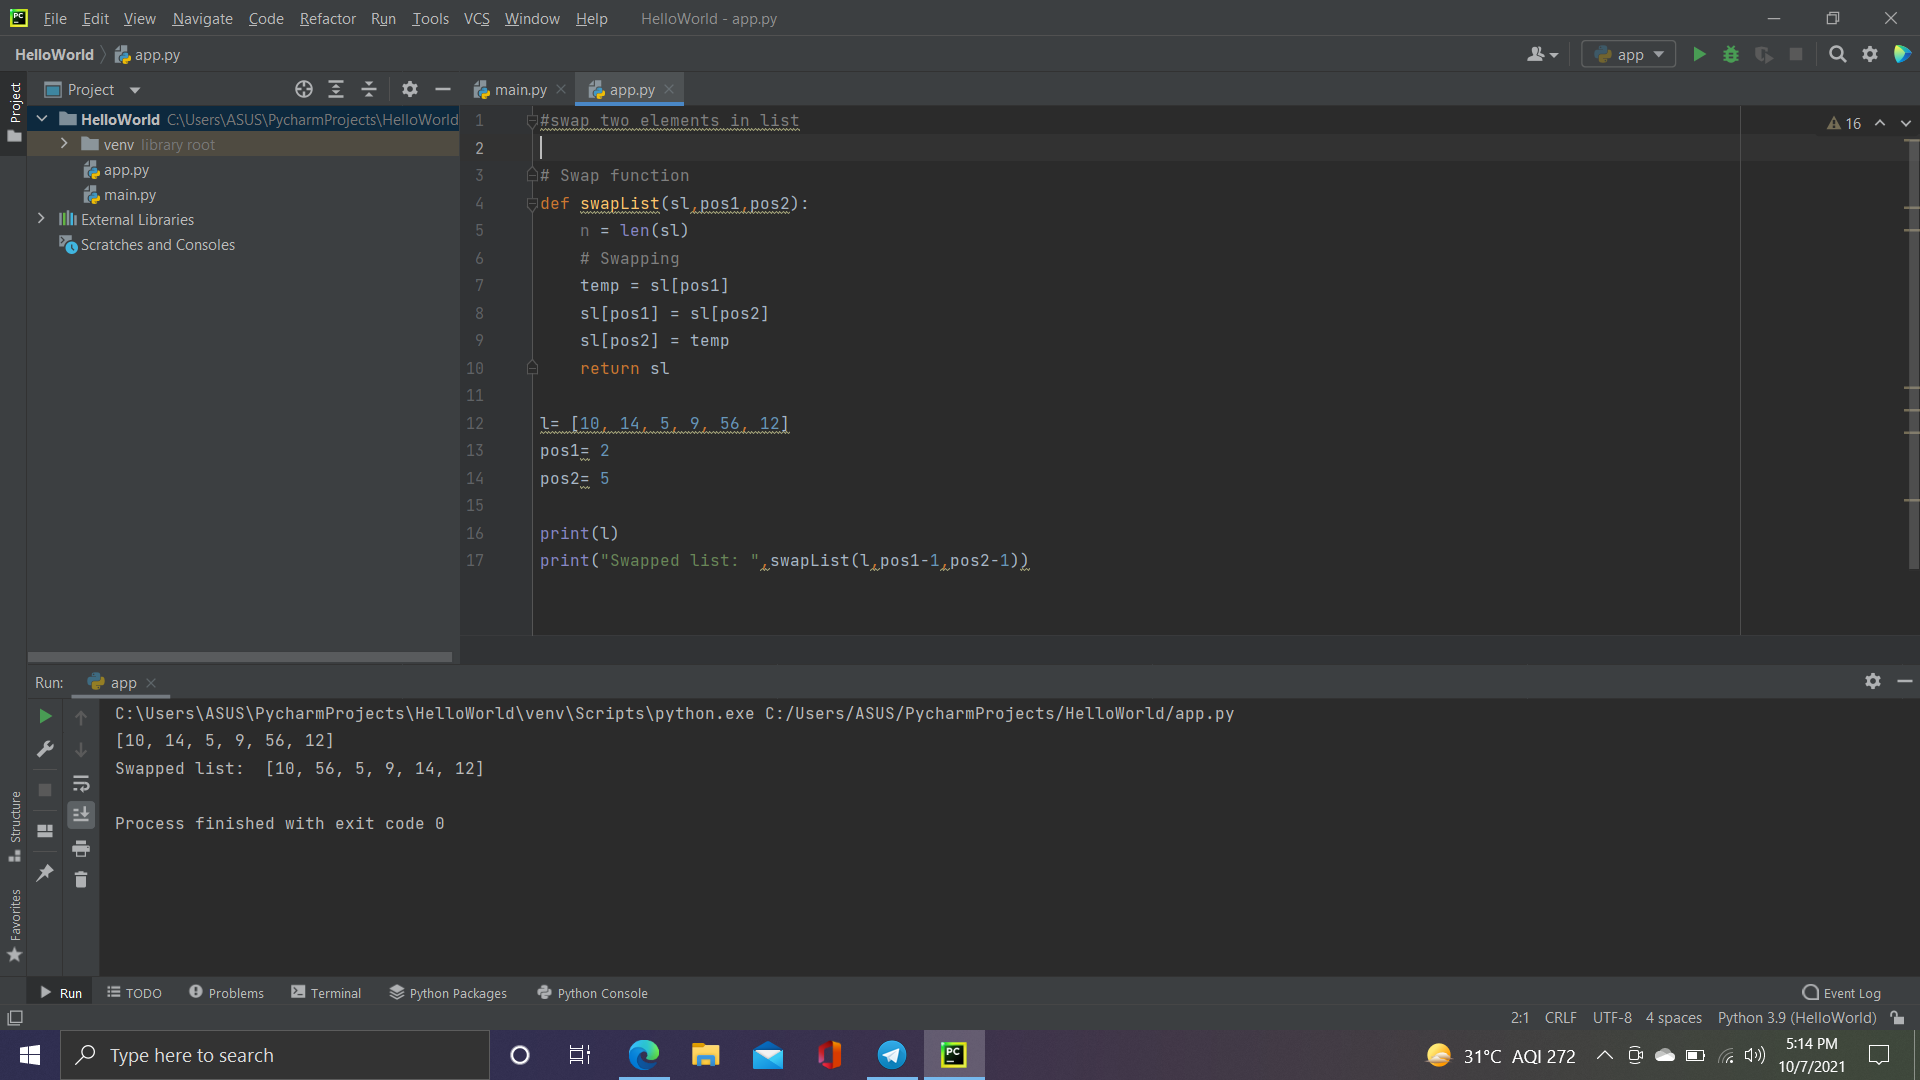 File Edit View Navigate Code Refactor Run Tools VCS Window Help HelloWorld - app.py
HelloWorld app.py app
Project
Project
main.py app.py
HelloWorld C:\Users\ASUS\PycharmProjects\HelloWorld
venv library root
app.py
main.py
External Libraries
Scratches and Consoles
16
1 #swap two elements in list
2
3 # Swap function
4 def swapList(sl,pos1,pos2):
5 n = len(sl)
6 # Swapping
7 temp = sl[pos1]
8 sl[pos1] = sl[pos2]
9 sl[pos2] = temp
10 return sl
11
12 l= [10, 14, 5, 9, 56, 12]
13 pos1= 2
14 pos2= 5
15
16 print(l)
17 print("Swapped list: ",swapList(l,pos1-1,pos2-1))
Run: app
C:\Users\ASUS\PycharmProjects\HelloWorld\venv\Scripts\python.exe C:/Users/ASUS/PycharmProjects/HelloWorld/app.py
[10, 14, 5, 9, 56, 12]
Swapped list:  [10, 56, 5, 9, 14, 12]
Process finished with exit code 0
Structure
Favorites
Run TODO Problems Terminal Python Packages Python Console Event Log
2:1 CRLF UTF-8 4 spaces Python 3.9 (HelloWorld)
Type here to search
31°C AQI 272
5:14 PM
10/7/2021